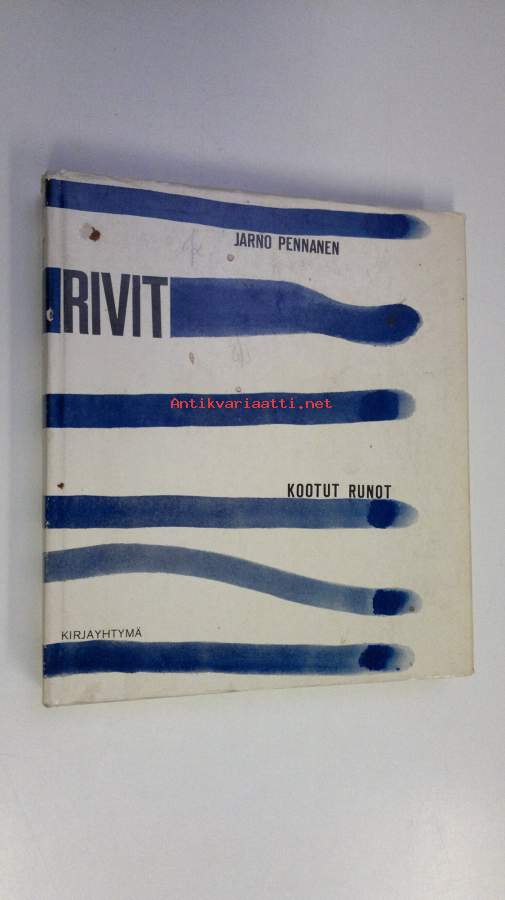 JARNO PENNANEN
RIVIT
Antikvariaatti.net
KOOTUT RUNOT
KIRJAYHTYMÄ